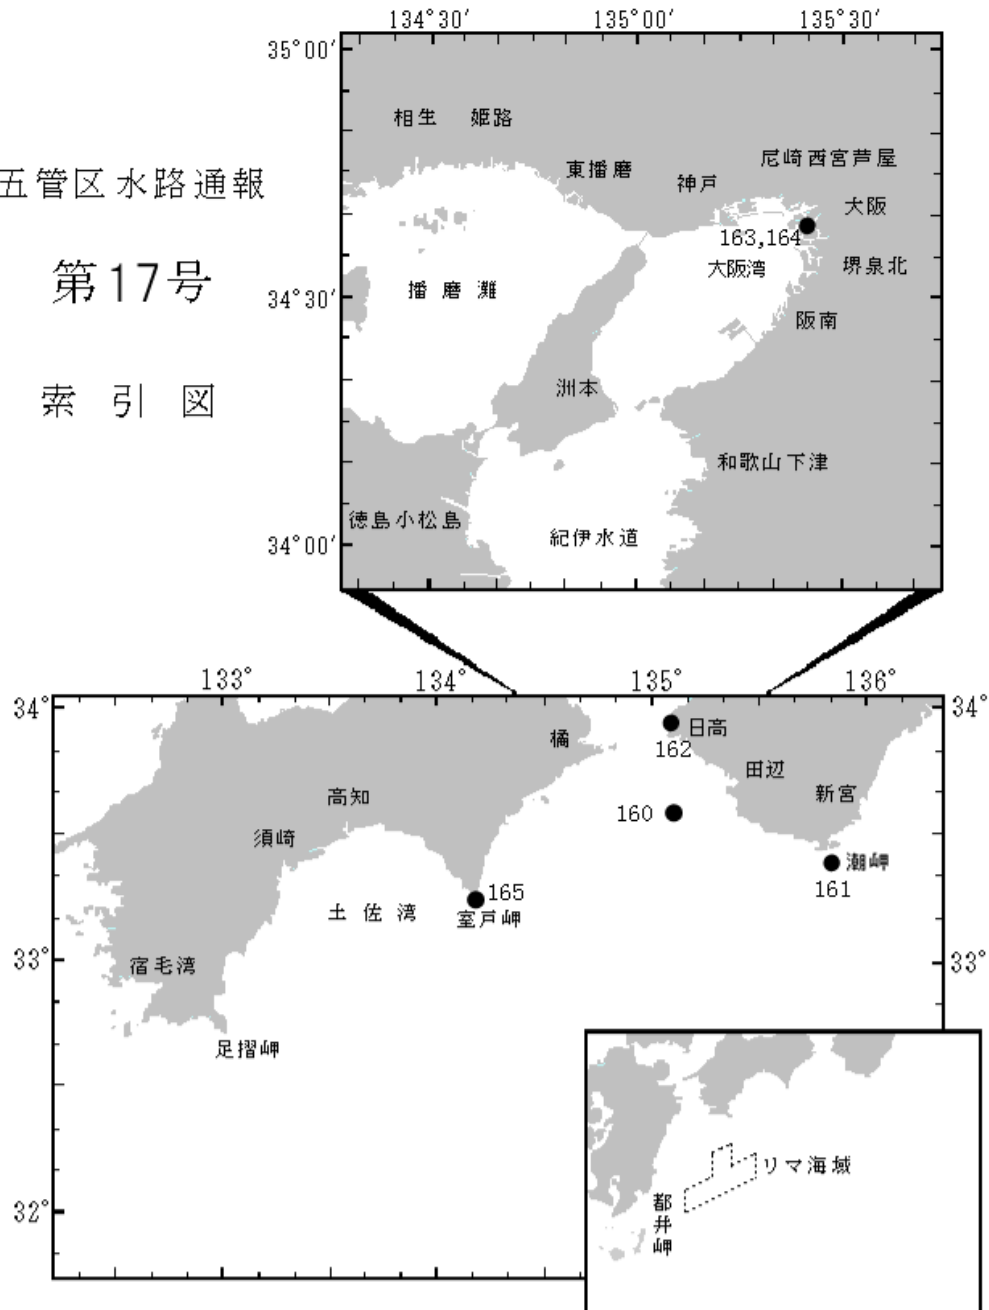 134°30′ 135°00′ 135°30′
35°00′
相生 姫路
尼崎西宮芦屋
東播磨
神戸
五管区水路通報
大阪
163,164
大阪湾
堺泉北
第17号
34°30′
播磨灘
阪南
洲本
索引図
和歌山下津
徳島小松島
紀伊水道
34°00′
133° 134° 135° 136°
34° 34°
日高
橘
162
田辺
新宮
高知
160
須崎
潮岬
161
165
土佐湾
室戸岬
33° 33°
宿毛湾
足摺岬
リマ海域
都井岬
32°